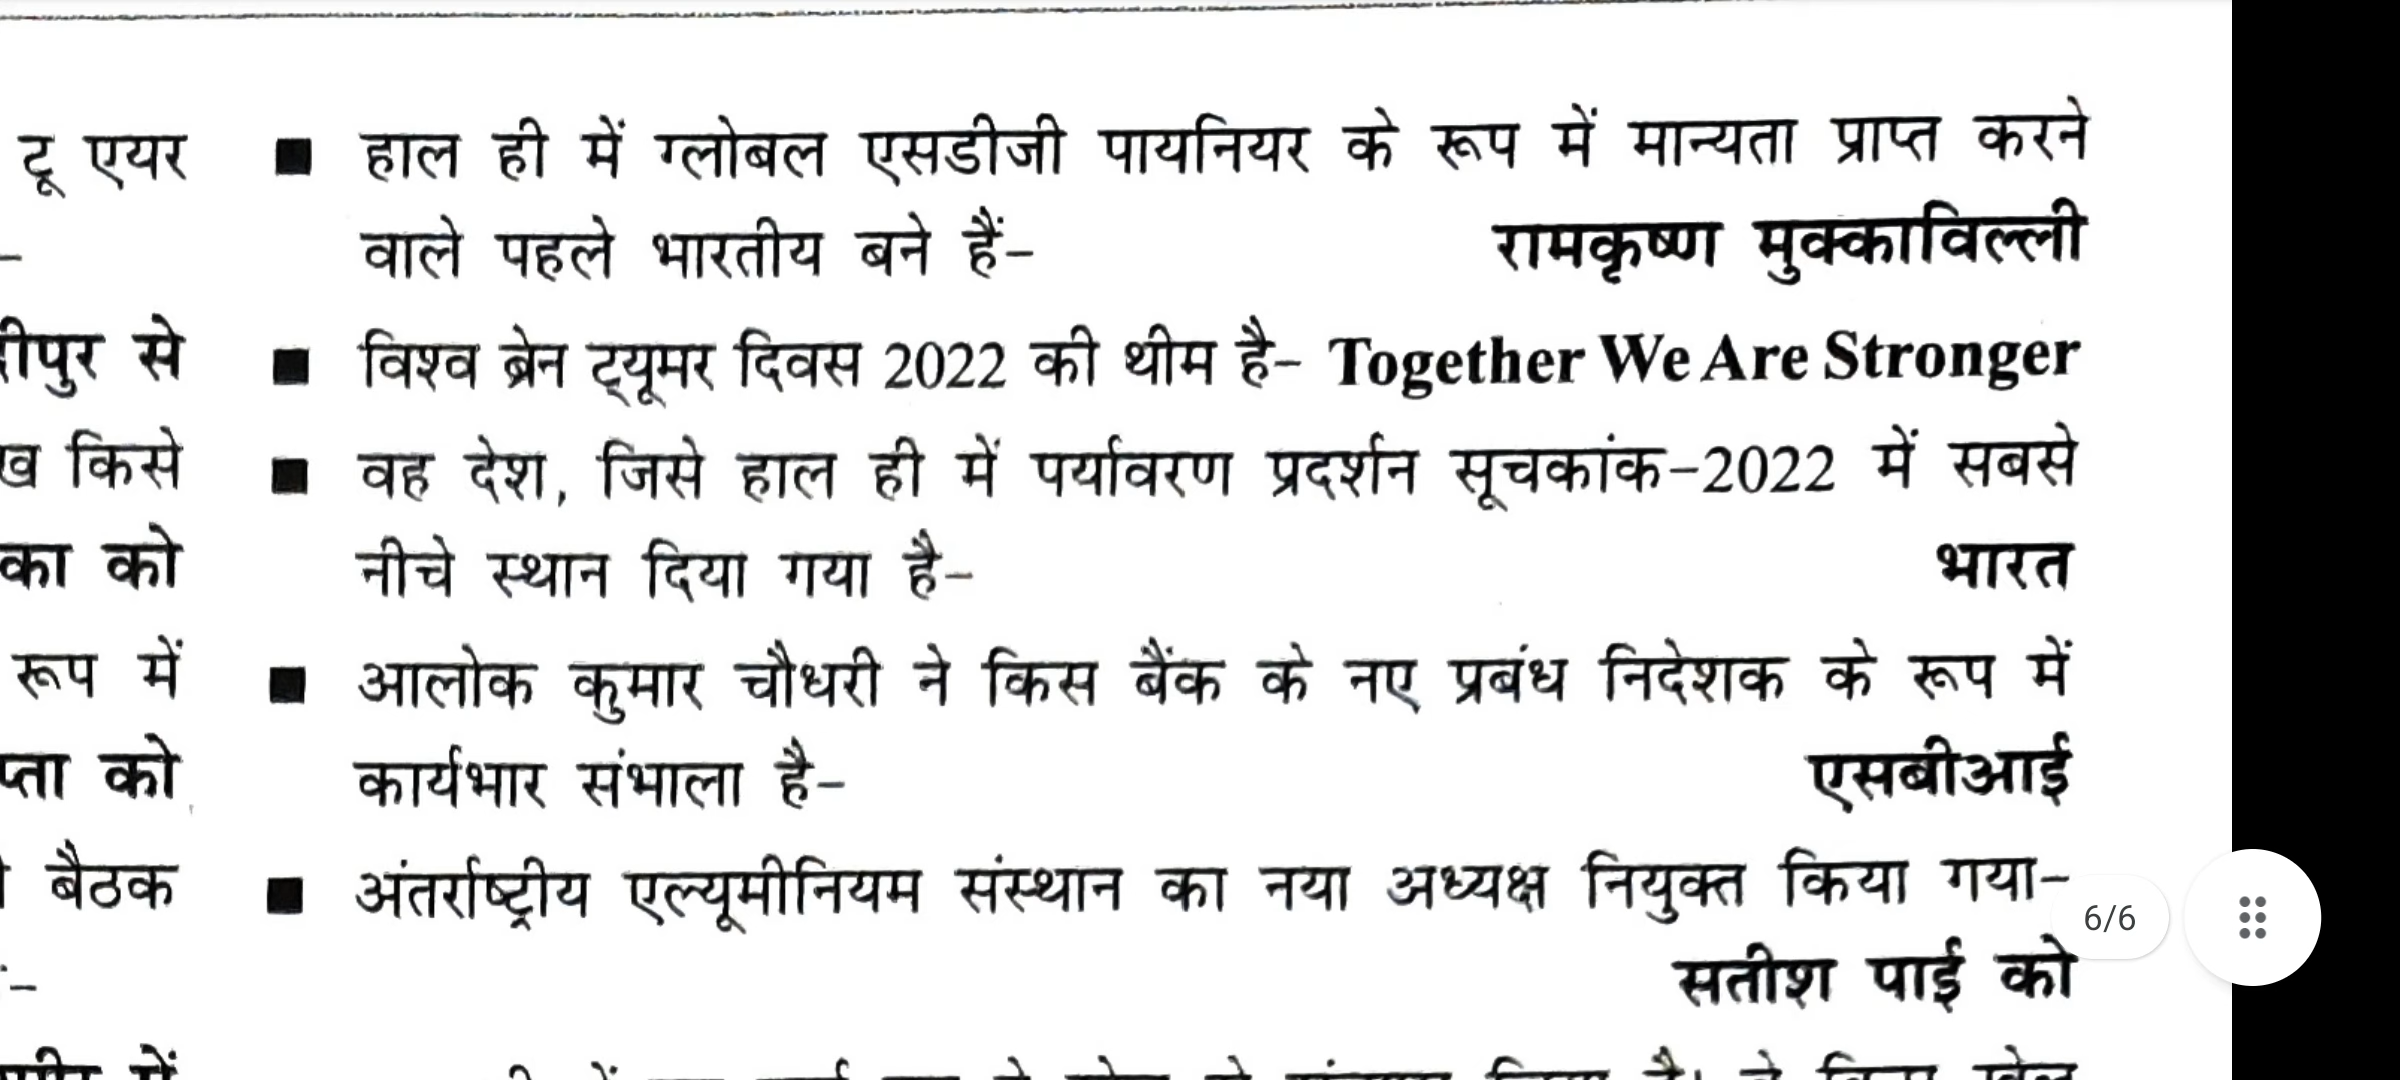 टू एयर
हाल ही में ग्लोबल एसडीजी पायनियर के रूप में मान्यता प्राप्त करने
वाले पहले भारतीय बने हैं- रामकृष्ण मुक्काविल्ली
से
विश्व ब्रेन ट्यूमर दिवस 2022 की थीम है- Together We Are Stronger
किसे
वह देश, जिसे हाल ही में पर्यावरण प्रदर्शन सूचकांक-2022 में सबसे
का को
नीचे स्थान दिया गया है- भारत
रूप में
आलोक कुमार चौधरी ने किस बैंक के नए प्रबंध निदेशक के रूप में
को
कार्यभार संभाला है- एसबीआई
बैठक
अंतर्राष्ट्रीय एल्यूमीनियम संस्थान का नया अध्यक्ष नियुक्त किया गया-
6/6
सतीश पाई को